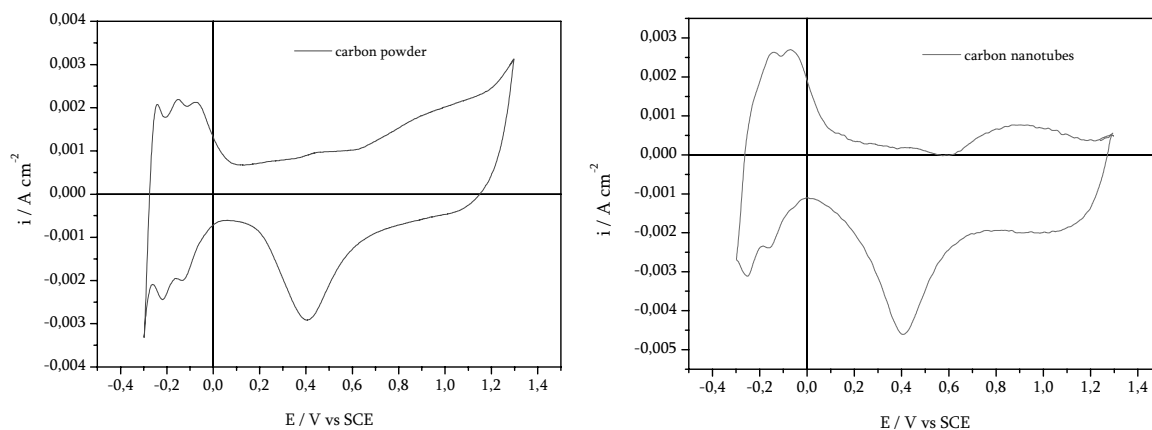 0,004
0,003
0,002
0,001
0,000
-0,001
-0,002
-0,003
-0,004
i / A cm-2
carbon powder
-0,4 -0,2 0,0 0,2 0,4 0,6 0,8 1,0 1,2 1,4
E / V vs SCE
0,003
0,002
0,001
0,000
-0,001
-0,002
-0,003
-0,004
-0,005
i / A cm-2
carbon nanotubes
-0,4 -0,2 0,0 0,2 0,4 0,6 0,8 1,0 1,2 1,4
E / V vs SCE